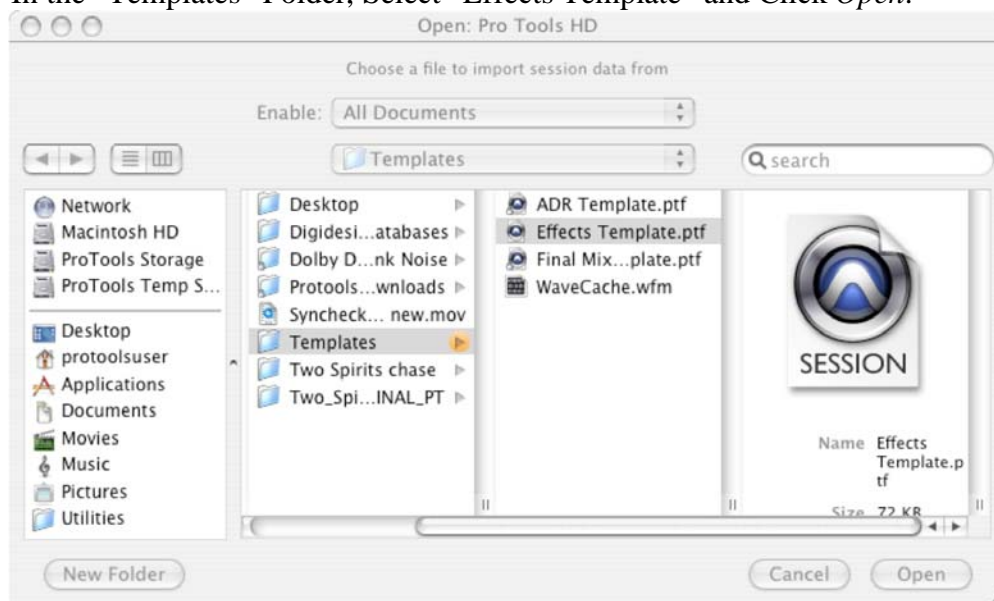 In the "Templates" Folder, Select "Effects Template" and Click Open.
Open: Pro Tools HD
Choose a file to import session data from
Enable: All Documents
Templates
search
Network
Macintosh HD
ProTools Storage
ProTools Temp S...
Desktop
protoolsuser
Applications
Documents
Movies
Music
Pictures
Utilities
Desktop
Digidesi...atabases
Dolby D...nk Noise
Protools...wnloads
Syncheck... new.mov
Templates
Two Spirits chase
Two_Spi...INAL_PT
ADR Template.ptf
Effects Template.ptf
Final Mix...plate.ptf
WaveCache.wfm
SESSION
Name Effects
Template.p
tf
Size 72 KB
New Folder
Cancel
Open